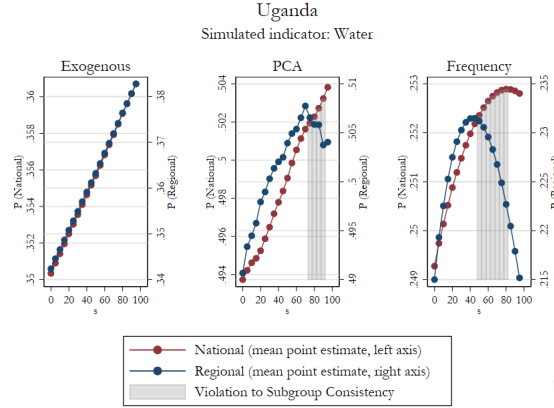 Uganda
Simulated indicator: Water
Exogenous
PCA
Frequency
P (National)
.35 .352 .354 .356 .358 .36
P (Regional)
.34 .35 .36 .37 .38
0 20 40 60 80 100
s
P (National)
.494 .496 .498 .5 .502 .504
P (Regional)
.49 .495 .5 .505 .51
0 20 40 60 80 100
s
P (National)
.249 .25 .251 .252 .253
.215 .22 .225 .23 .235
0 20 40 60 80 100
s
National (mean point estimate, left axis)
Regional (mean point estimate, right axis)
Violation to Subgroup Consistency